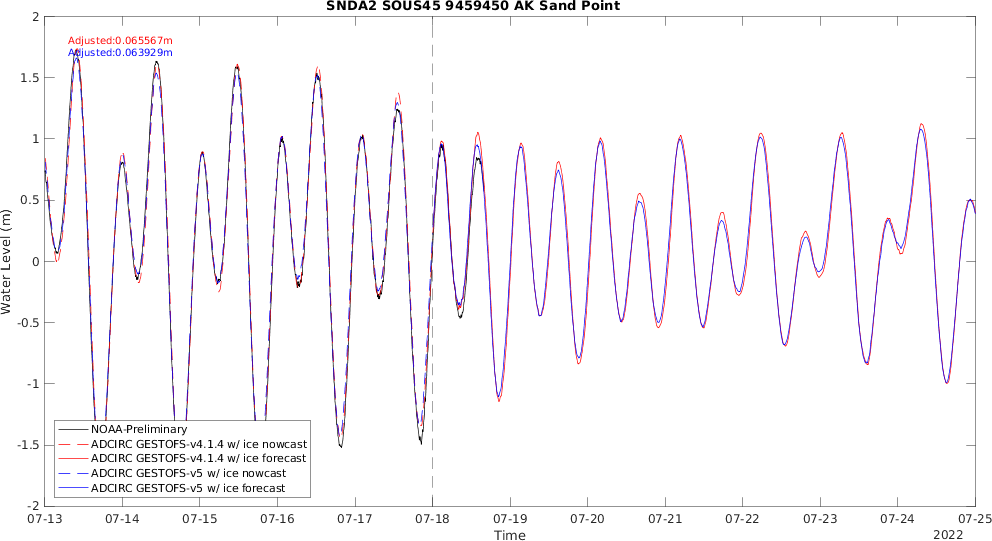 SNDA2 SOUS45 9459450 AK Sand Point
Adjusted:0.065567m
Adjusted:0.063929m
Water Level (m)
2
1.5
1
0.5
0
-0.5
-1
-1.5
-2
NOAA-Preliminary
ADCIRC GESTOFS-v4.1.4 w/ ice nowcast
ADCIRC GESTOFS-v4.1.4 w/ ice forecast
ADCIRC GESTOFS-v5 w/ ice nowcast
ADCIRC GESTOFS-v5 w/ ice forecast
07-13 07-14 07-15 07-16 07-17 07-18 07-19 07-20 07-21 07-22 07-23 07-24 07-25
Time
2022